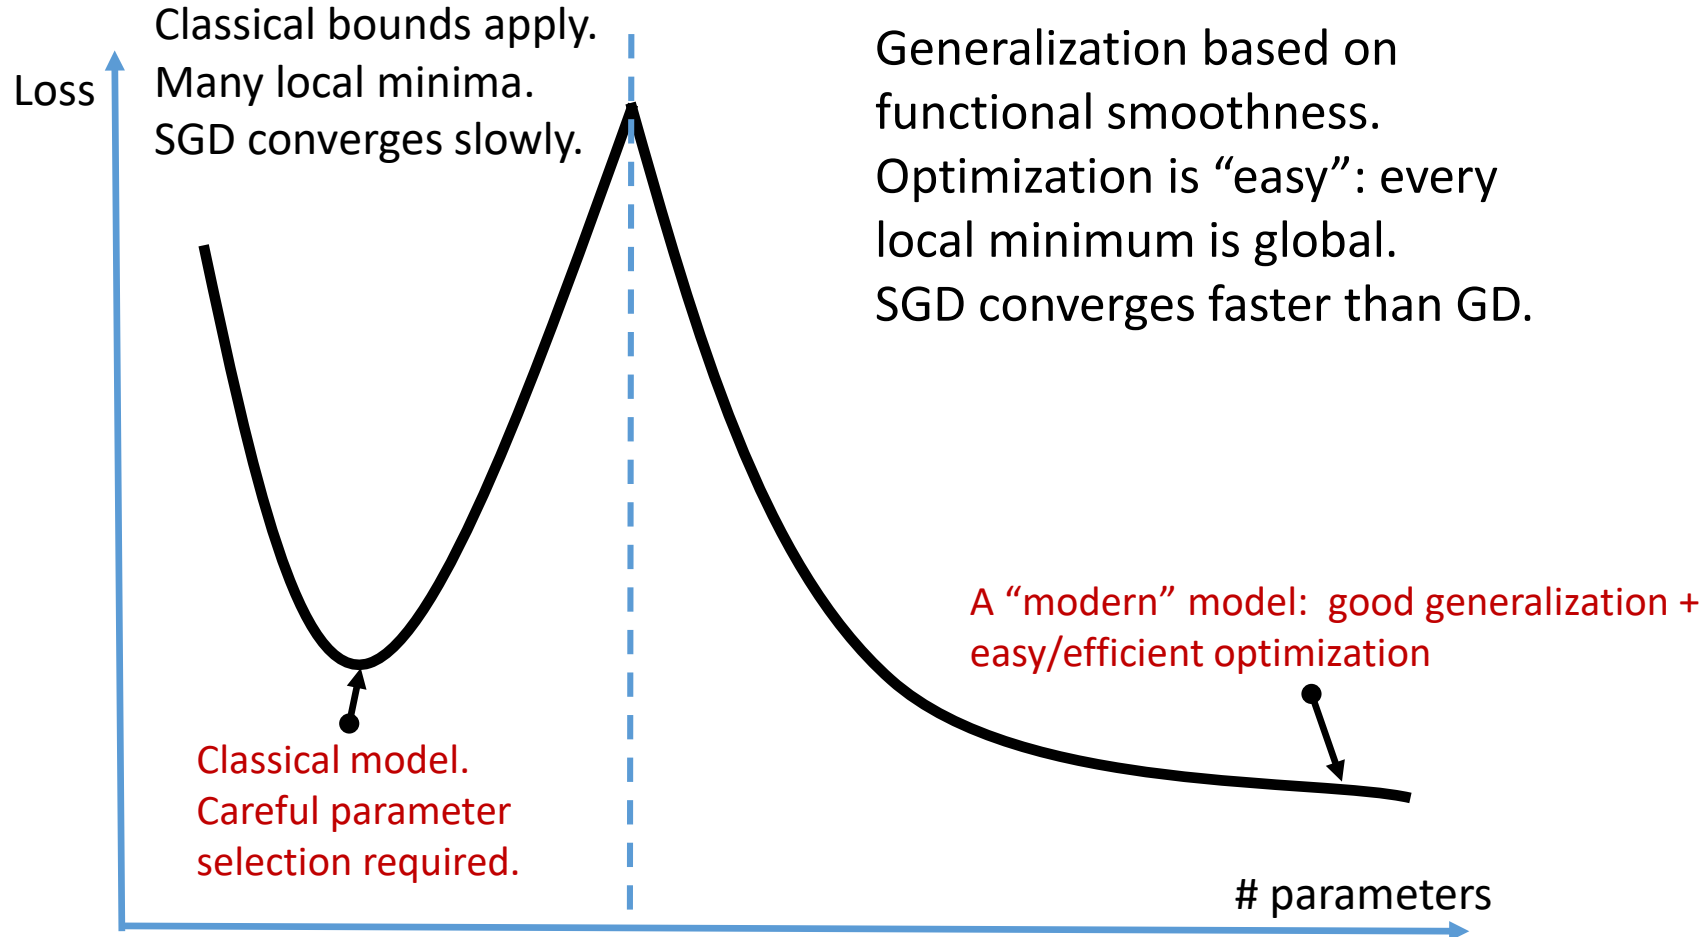 Loss
Classical bounds apply.
Many local minima.
SGD converges slowly.
Generalization based on
functional smoothness.
Optimization is “easy”: every
local minimum is global.
SGD converges faster than GD.
A “modern” model:  good generalization +
easy/efficient optimization
Classical model.
Careful parameter
selection required.
# parameters